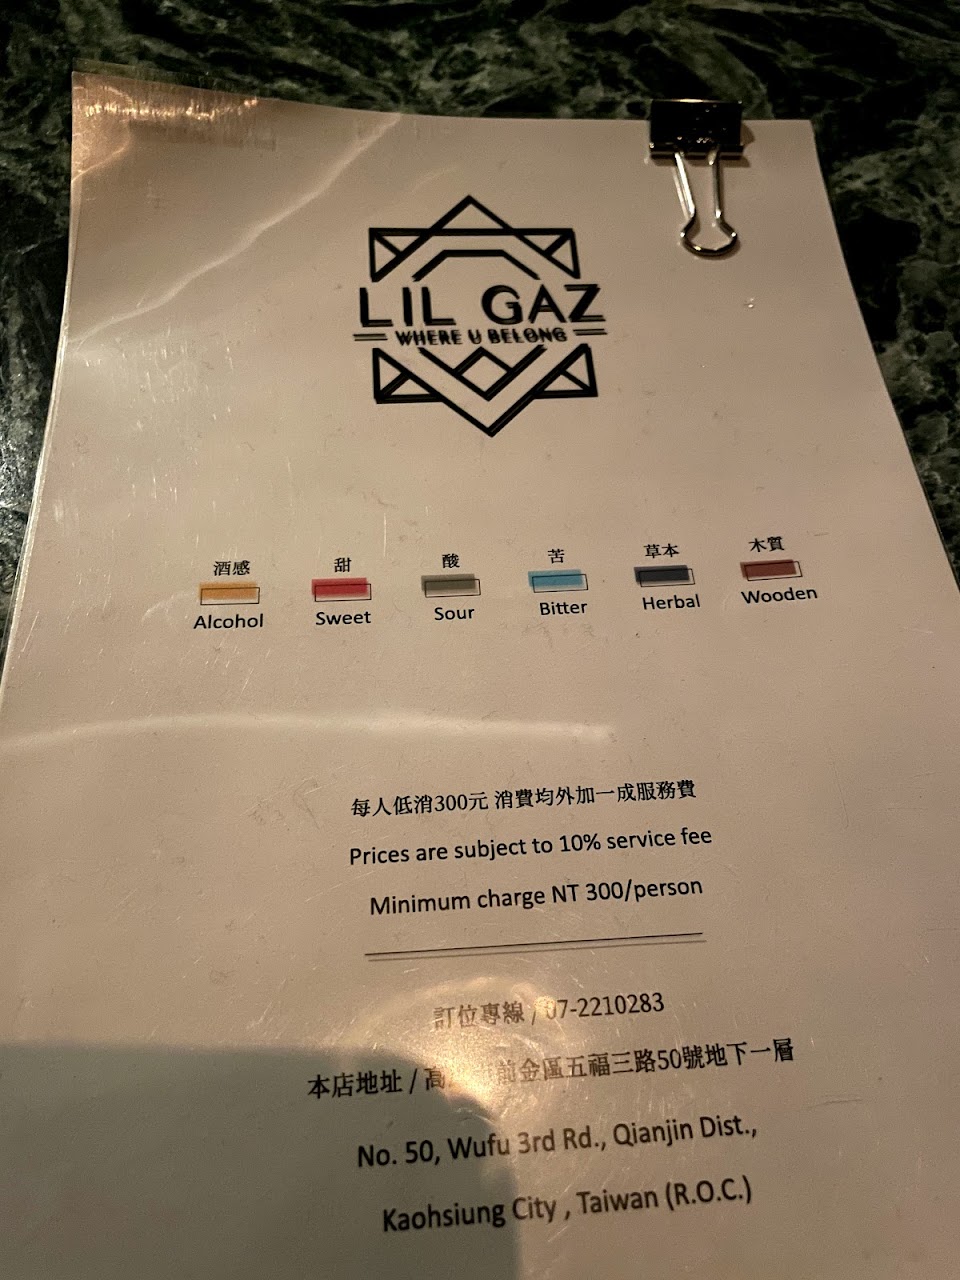 LIL GAZ
WHERE U BELONG
酒感 甜 酸 苦 草本 木質
Alcohol Sweet Sour Bitter Herbal Wooden
每人低消300元 消費均外加一成服務費
Prices are subject to 10% service fee
Minimum charge NT 300/person
訂位專線 / 07-2210283
本店地址 / 高 前金區五福三路50號地下一層
No. 50, Wufu 3rd Rd., Qianjin Dist.,
Kaohsiung City , Taiwan (R.O.C.)